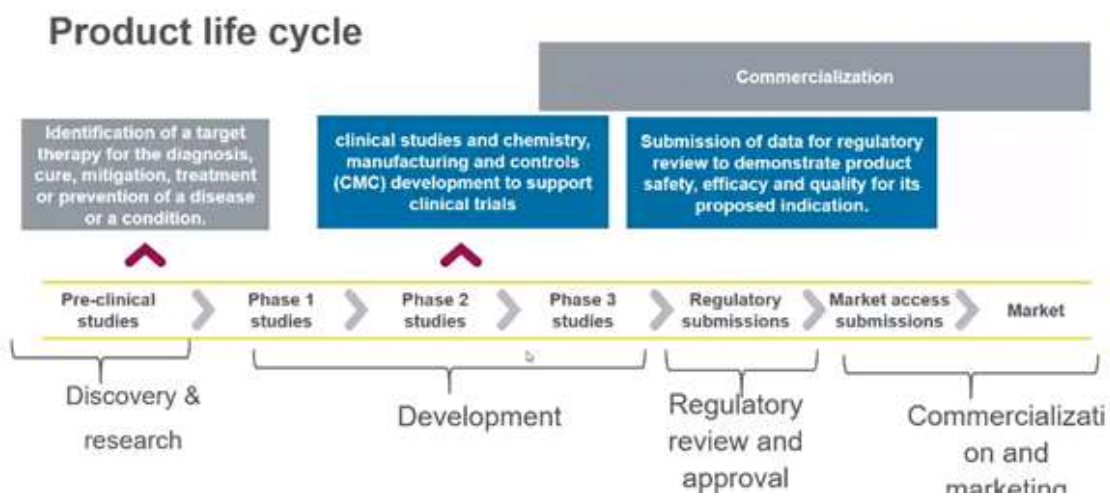 Product life cycle
Commercialization
Identification of a target
therapy for the diagnosis,
cure, mitigation, treatment
or prevention of a disease
or a condition.
clinical studies and chemistry,
manufacturing and controls
(CMC) development to support
clinical trials
Submission of data for regulatory
review to demonstrate product
safety, efficacy and quality for its
proposed indication.
Pre-clinical
studies
Phase 1
studies
Phase 2
studies
Phase 3
studies
Regulatory
submissions
Market access
submissions
Market
Discovery &
research
Development
Regulatory
review and
approval
Commercializati
on and
marketing